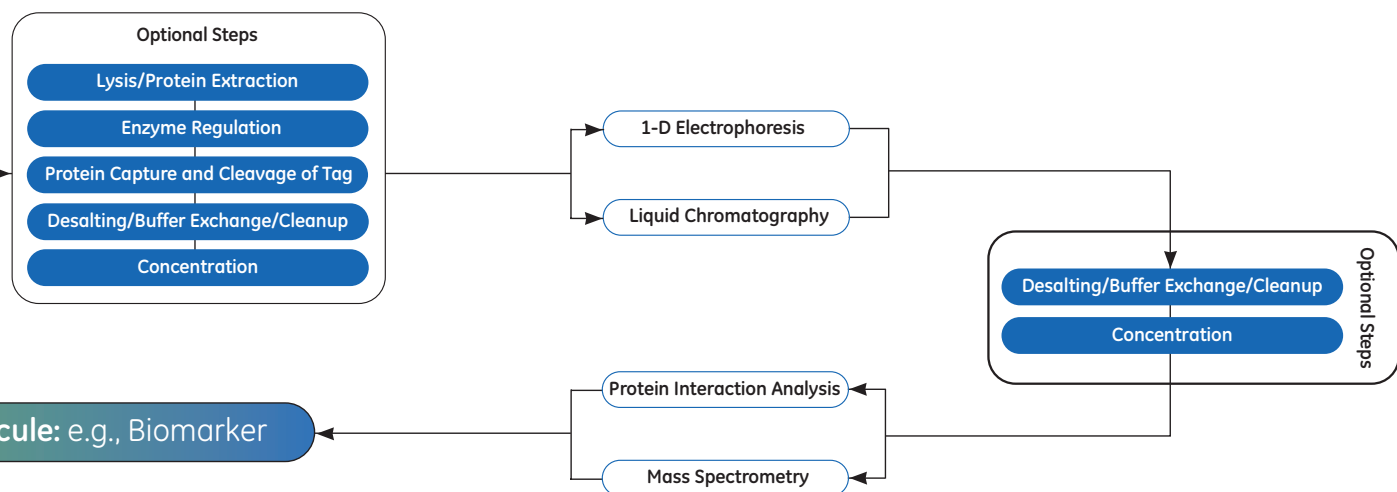 Optional Steps
Lysis/Protein Extraction
Enzyme Regulation
Protein Capture and Cleavage of Tag
Desalting/Buffer Exchange/Cleanup
Concentration
1-D Electrophoresis
Liquid Chromatography
Optional Steps
Desalting/Buffer Exchange/Cleanup
Concentration
Protein Interaction Analysis
Mass Spectrometry
cule: e.g., Biomarker